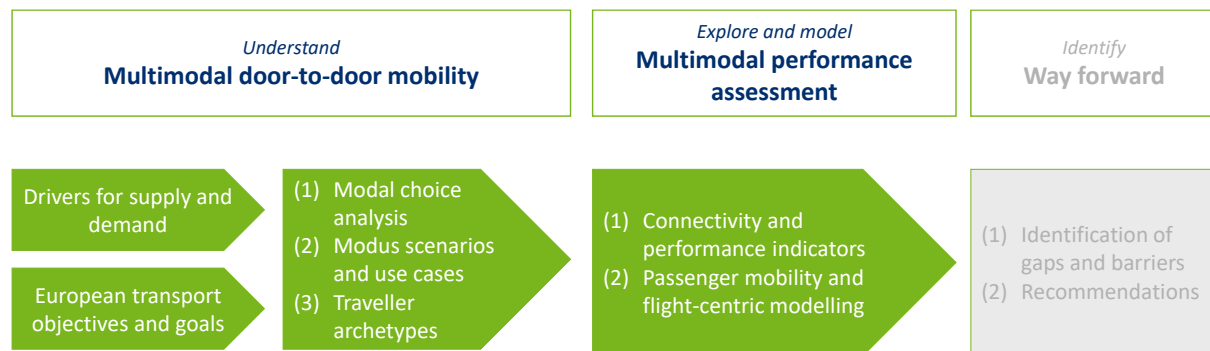 Understand
Multimodal door-to-door mobility
Explore and model
Multimodal performance
assessment
Identify
Way forward
Drivers for supply and
demand
European transport
objectives and goals
(1) Modal choice
analysis
(2) Modus scenarios
and use cases
(3) Traveller
archetypes
(1) Connectivity and
performance indicators
(2) Passenger mobility and
flight-centric modelling
(1) Identification of
gaps and barriers
(2) Recommendations